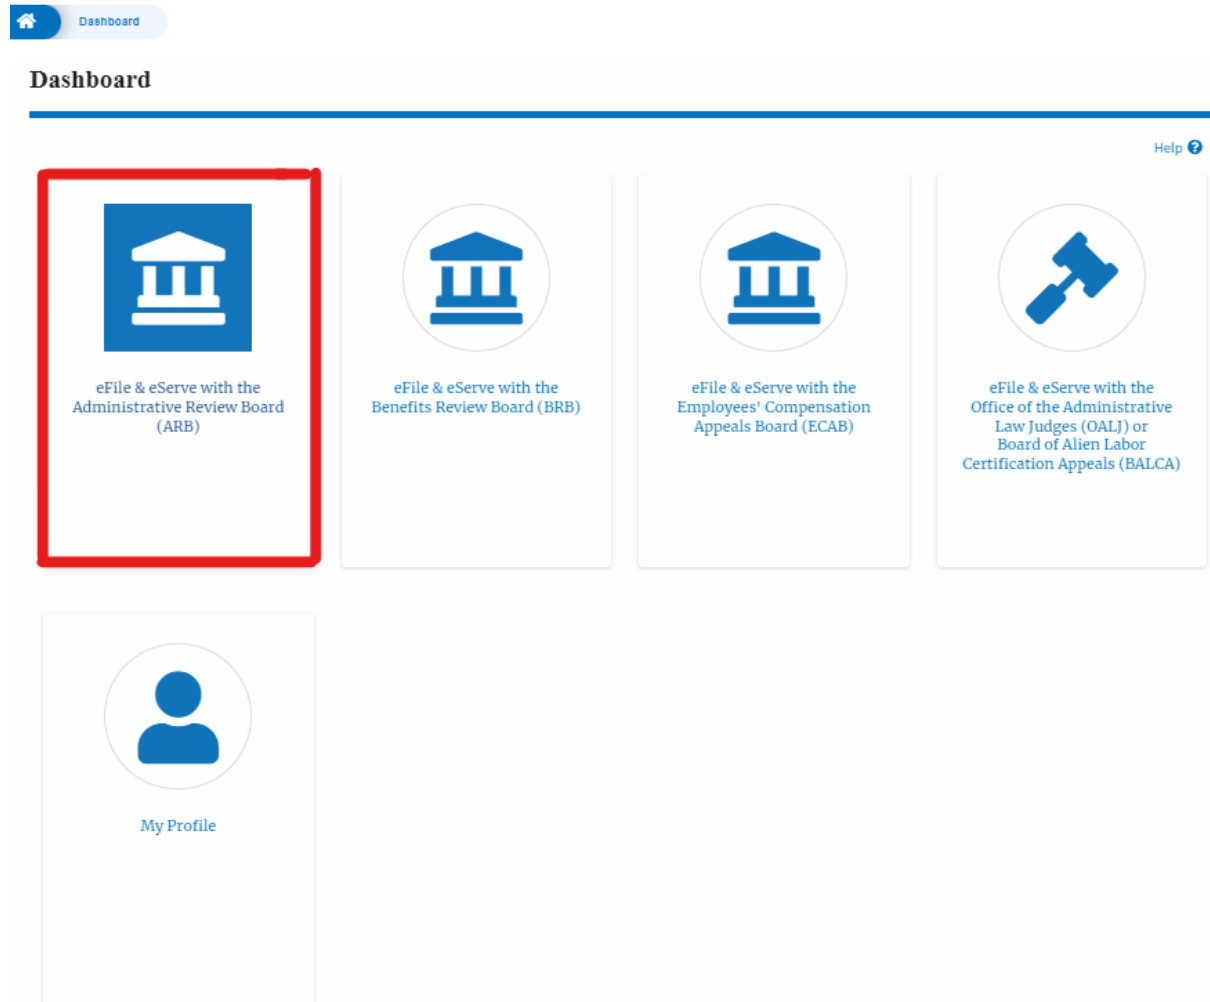 Dashboard
Dashboard
Help
eFile & eServe with the
Administrative Review Board
(ARB)
eFile & eServe with the
Benefits Review Board (BRB)
eFile & eServe with the
Employees' Compensation
Appeals Board (ECAB)
eFile & eServe with the
Office of the Administrative
Law Judges (OALJ) or
Board of Alien Labor
Certification Appeals (BALCA)
My Profile